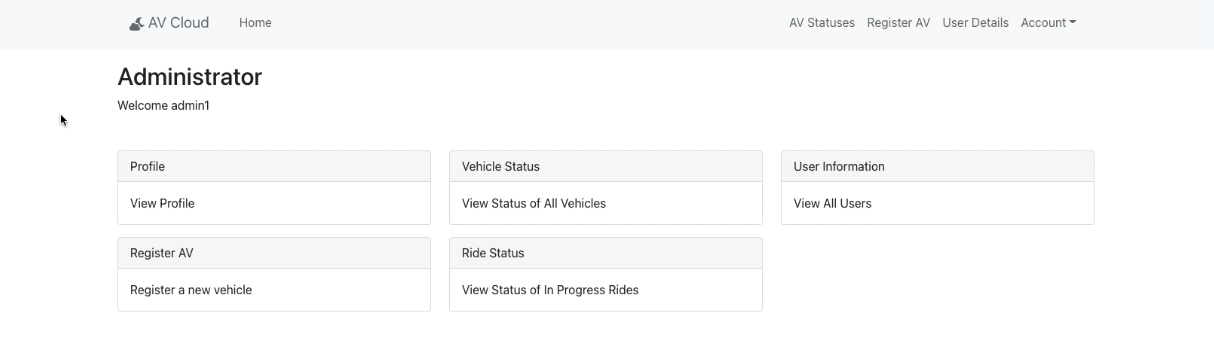 AV Cloud Home AV Statuses Register AV User Details Account
Administrator
Welcome admin1
Profile Vehicle Status User Information
View Profile View Status of All Vehicles View All Users
Register AV Ride Status
Register a new vehicle View Status of In Progress Rides